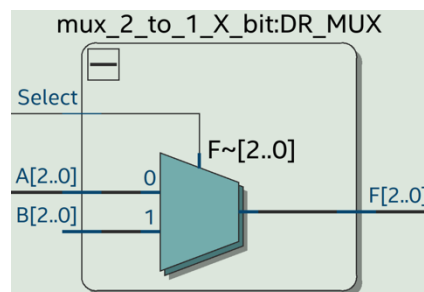 mux_2_to_1_X_bit:DR_MUX
Select
F~[2..0]
A[2..0]
0
F[2..0]
B[2..0]
1